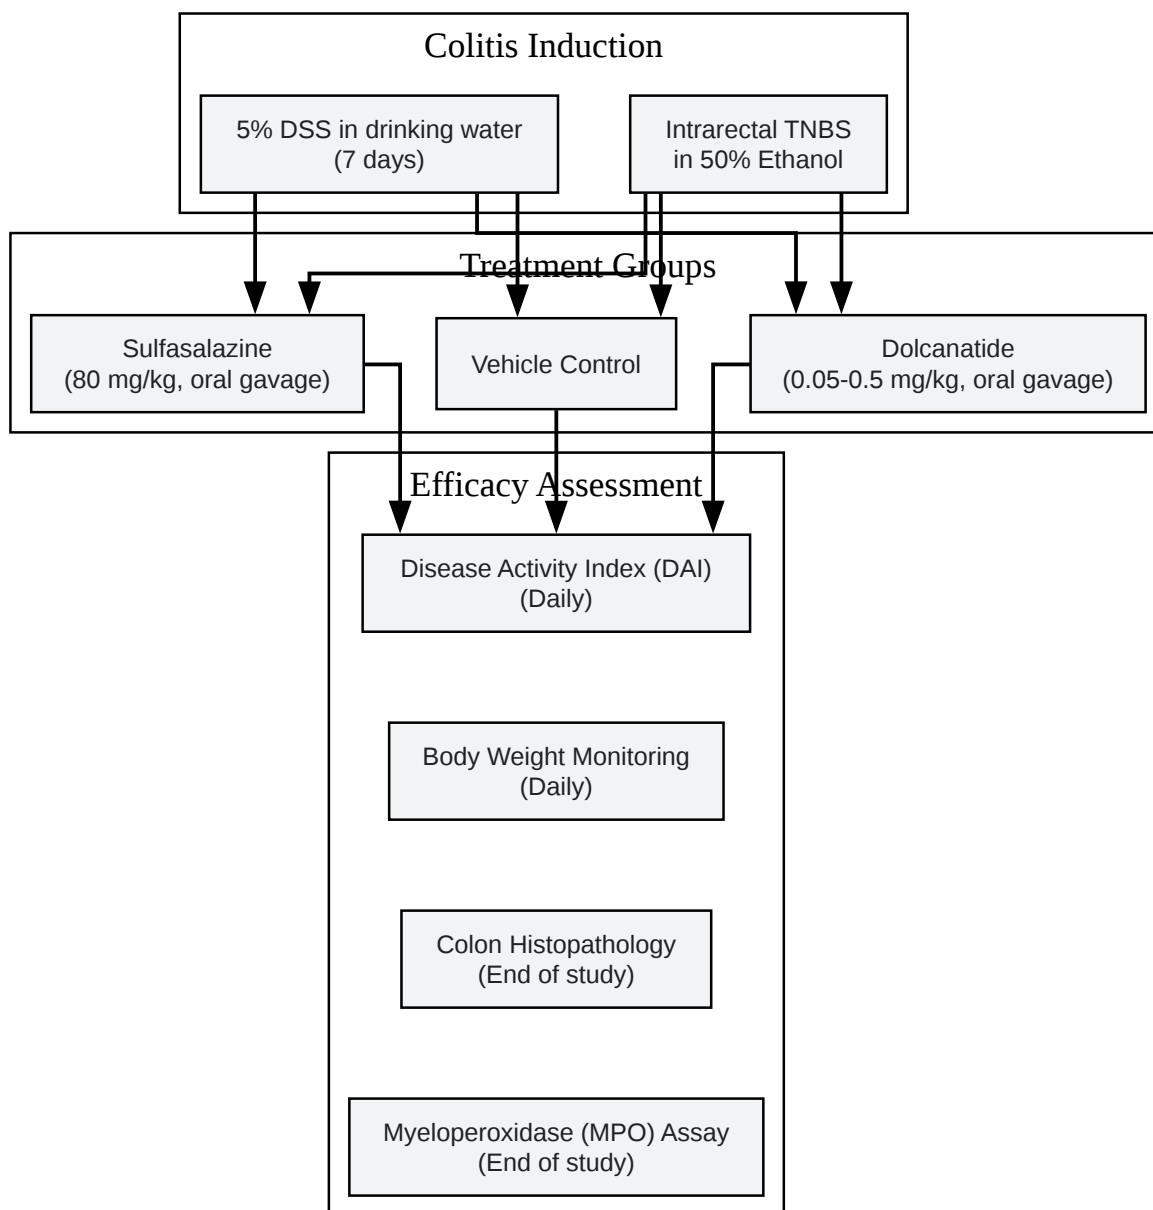 Colitis Induction
5% DSS in drinking water
(7 days)
Intrarectal TNBS
in 50% Ethanol
Treatment Groups
Sulfasalazine
(80 mg/kg, oral gavage)
Vehicle Control
Dolcanatide
(0.05-0.5 mg/kg, oral gavage)
Efficacy Assessment
Disease Activity Index (DAI)
(Daily)
Body Weight Monitoring
(Daily)
Colon Histopathology
(End of study)
Myeloperoxidase (MPO) Assay
(End of study)